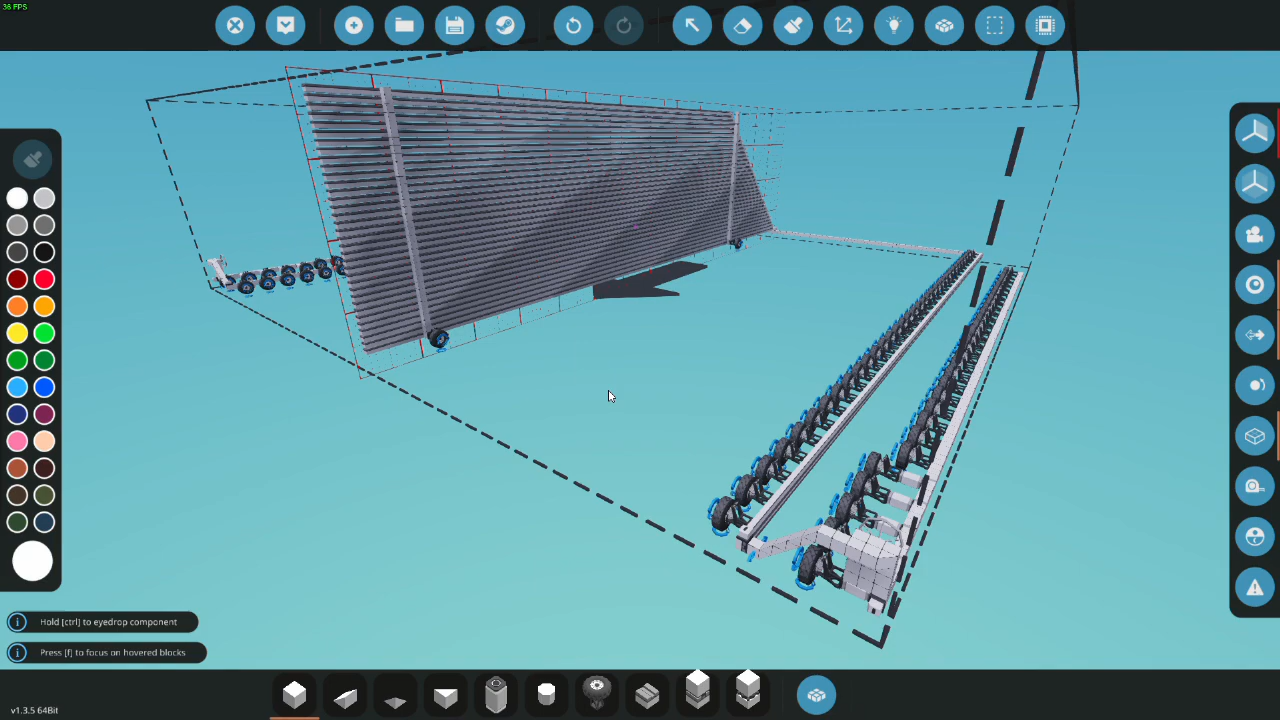 36 FPS
Hold [ctrl] to eyedrop component
Press [f] to focus on hovered blocks
v1.3.5 64Bit